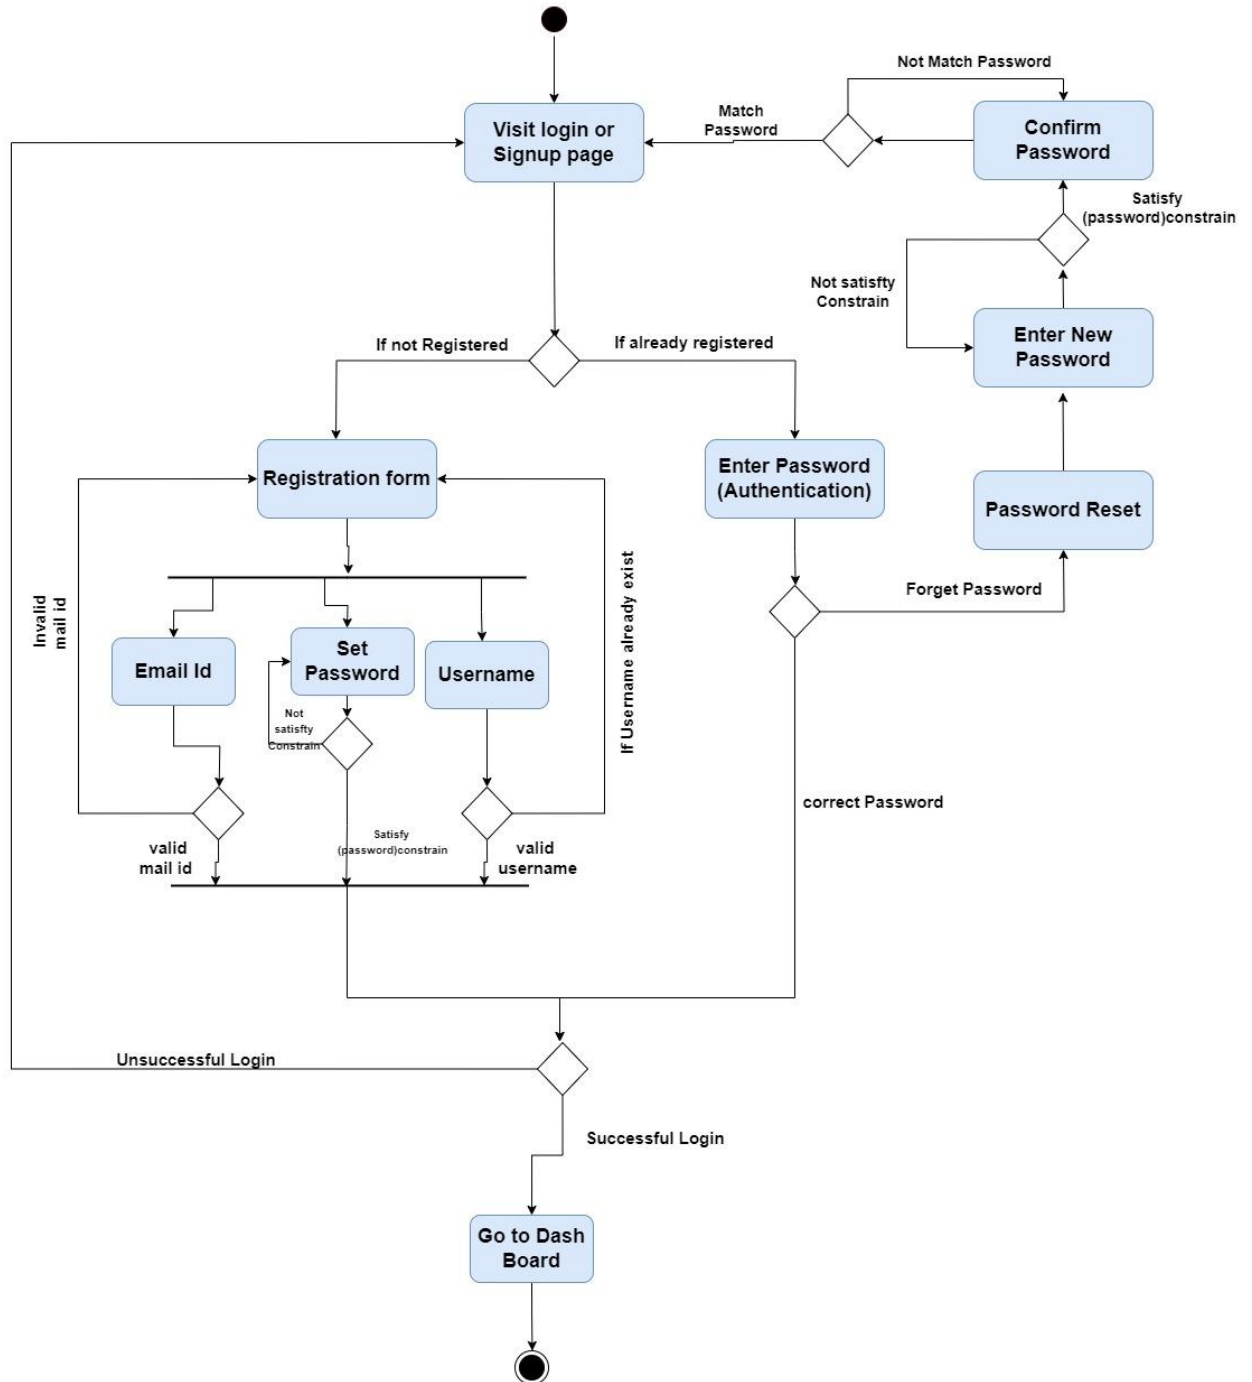 Not Match Password
Match
Password
Visit login or
Signup page
Confirm
Password
Satisfy
(password)constrain
Not satisfty
Constrain
Enter New
Password
If not Registered
If already registered
Registration form
Enter Password
(Authentication)
Password Reset
Forget Password
Invalid
mail id
If Username already exist
Email Id
Set
Password
Username
Not
satisfty
Constrain
correct Password
Satisfy
(password)constrain
valid
mail id
valid
username
Unsuccessful Login
Successful Login
Go to Dash
Board